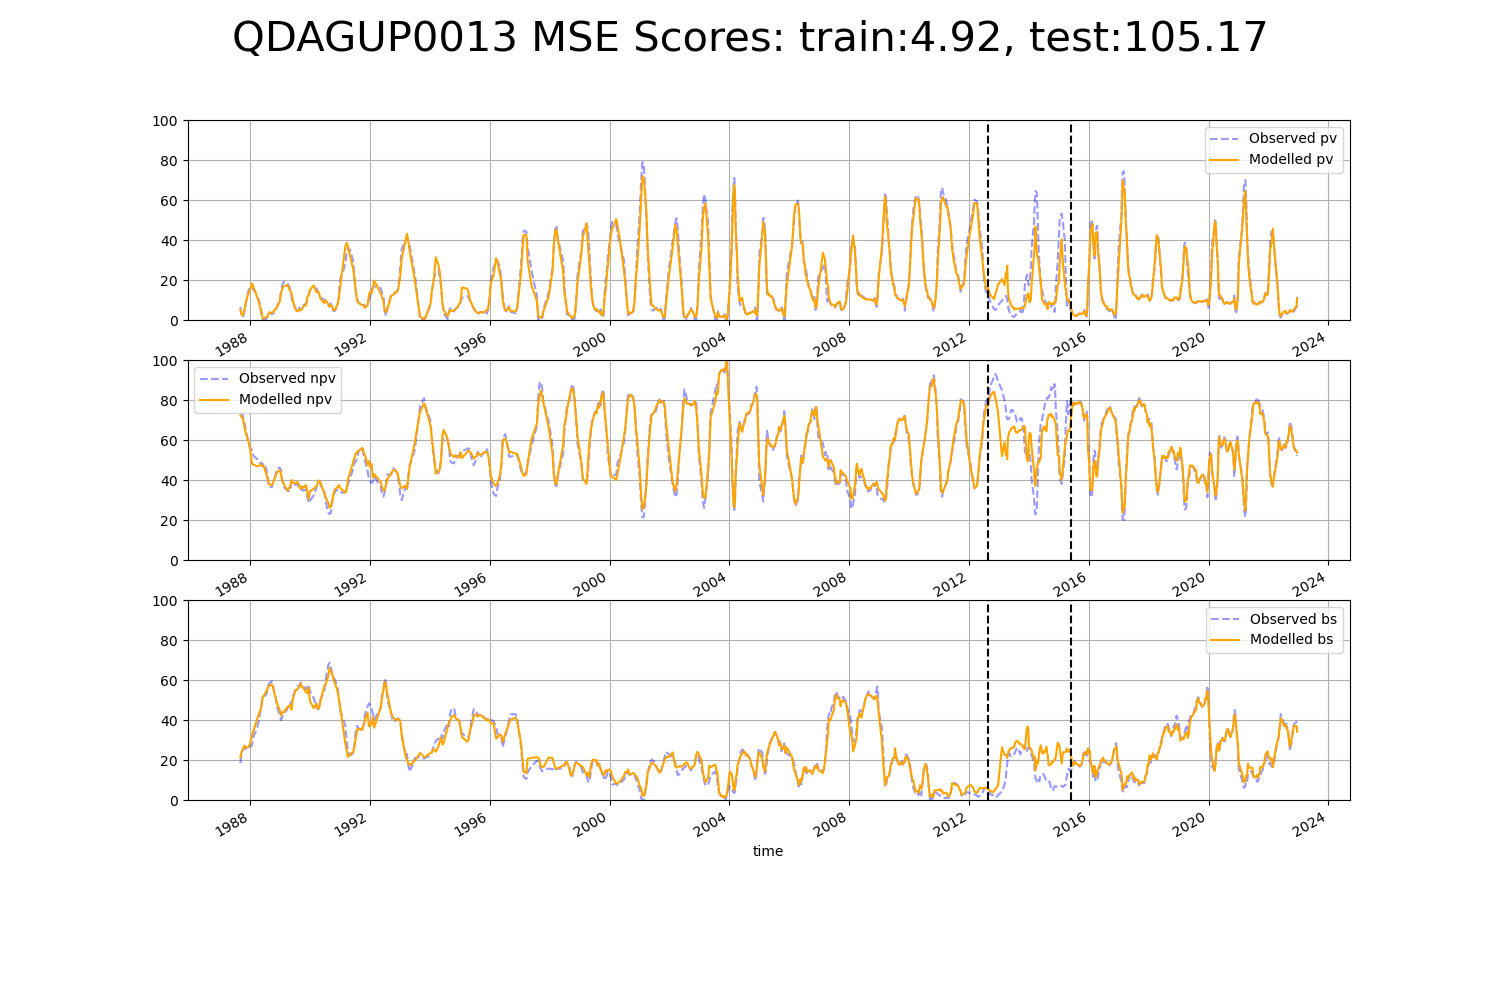 QDAGUP0013 MSE Scores: train:4.92, test:105.17
100
80
60
40
20
0
Observed pv
Modelled pv
1988 1992 1996 2000 2004 2008 2012 2016 2020 2024
100
80
60
40
20
0
Observed npv
Modelled npv
1988 1992 1996 2000 2004 2008 2012 2016 2020 2024
100
80
60
40
20
0
Observed bs
Modelled bs
1988 1992 1996 2000 2004 2008 2012 2016 2020 2024
time